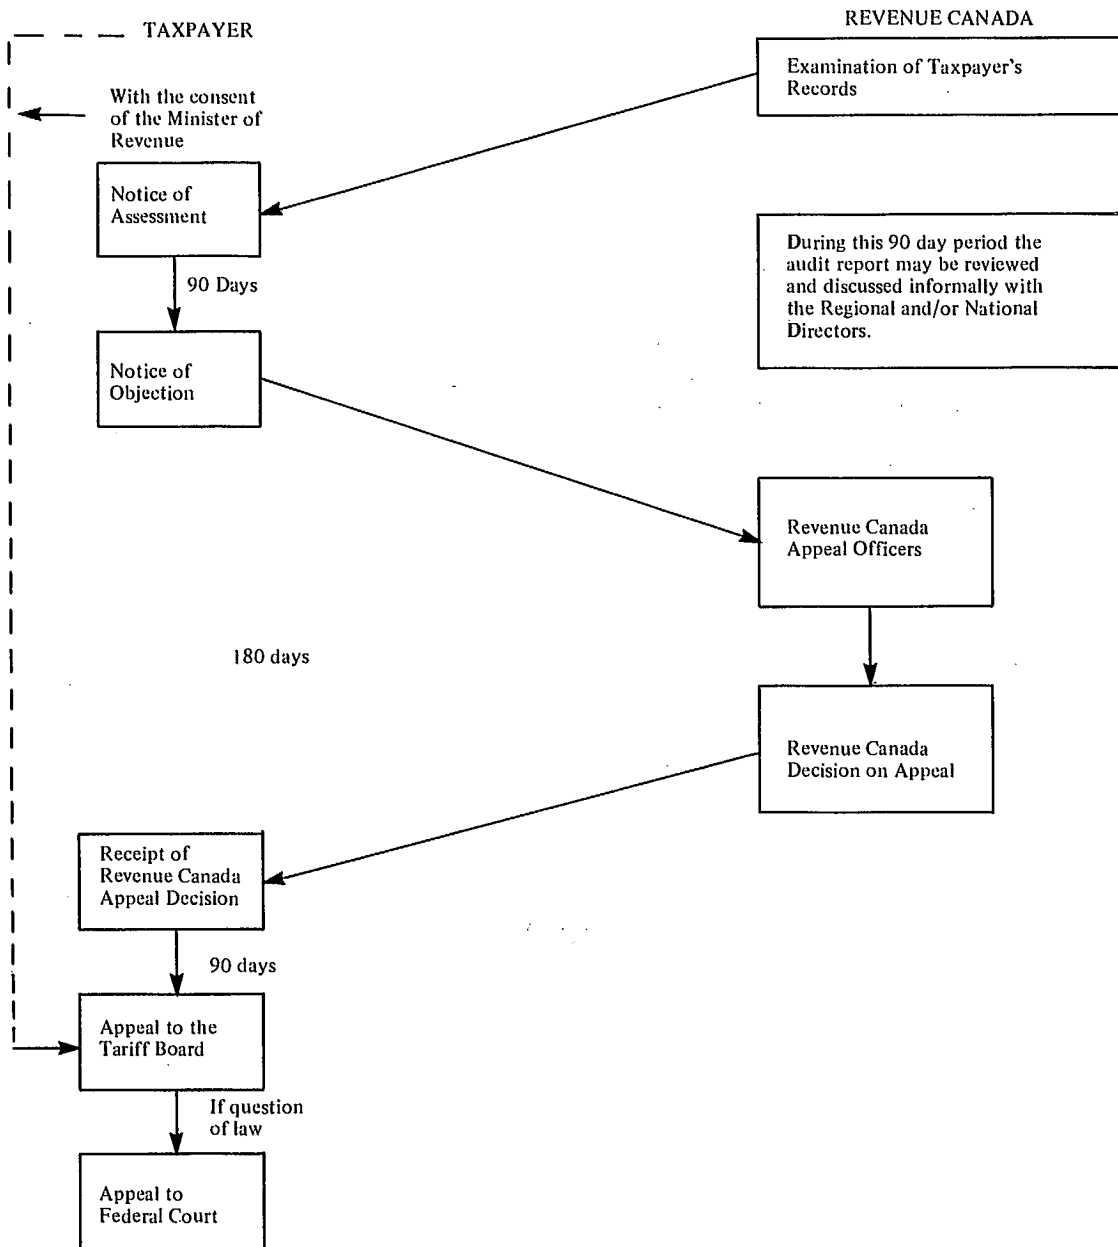 TAXPAYER
REVENUE CANADA
Examination of Taxpayer's
Records
With the consent
of the Minister of
Revenue
Notice of
Assessment
During this 90 day period the
audit report may be reviewed
and discussed informally with
the Regional and/or National
Directors.
90 Days
Notice of
Objection
Revenue Canada
Appeal Officers
180 days
Revenue Canada
Decision on Appeal
Receipt of
Revenue Canada
Appeal Decision
90 days
Appeal to the
Tariff Board
If question
of law
Appeal to
Federal Court